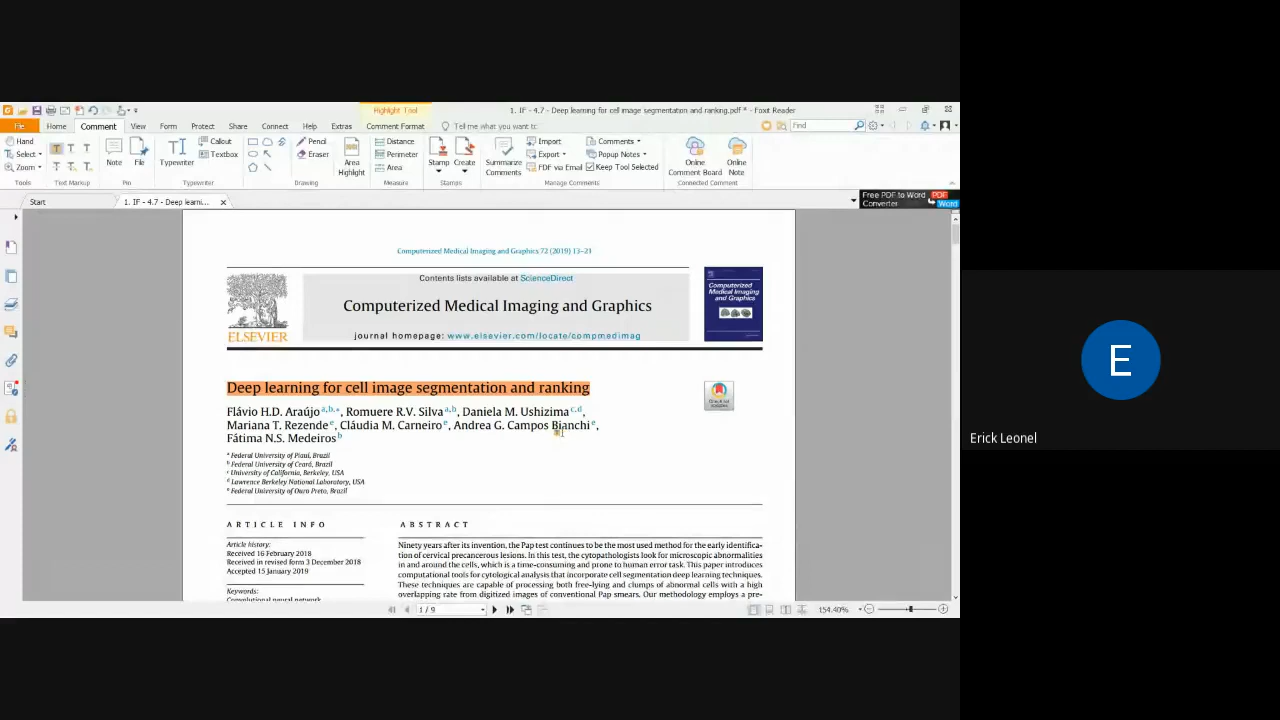 Highlight Tool
1. IF - 4.7 - Deep learning for cell image segmentation and ranking.pdf * - Foxit Reader
File Home Comment View Form Protect Share Connect Help Extras Comment Format Tell me what you want to
Find
Hand
Select
Zoom
Tools
Text Markup
Note
File
Pin
Typewriter
Callout
Textbox
Typewriter
Pencil
Eraser
Drawing
Area Highlight
Distance
Perimeter
Area
Measure
Stamp
Create
Stamps
Summarize Comments
Import
Export
PDF via Email
Comments
Popup Notes
Keep Tool Selected
Manage Comments
Online Comment Board
Online Note
Connected Comment
Start
1. IF - 4.7 - Deep learni...
Free PDF to Word
Converter
PDF
Word
Computerized Medical Imaging and Graphics 72 (2019) 13–21
Contents lists available at ScienceDirect
Computerized Medical Imaging and Graphics
journal homepage: www.elsevier.com/locate/compmedimag
ELSEVIER
Computerized
Medical Imaging
and Graphics
Deep learning for cell image segmentation and ranking
Flávio H.D. Araújo a,b,*, Romuere R.V. Silva a,b, Daniela M. Ushizima c,d,
Mariana T. Rezende e, Cláudia M. Carneiro e, Andrea G. Campos Bianchi e,
Fátima N.S. Medeiros b
a Federal University of Piauí, Brazil
b Federal University of Ceará, Brazil
c University of California, Berkeley, USA
d Lawrence Berkeley National Laboratory, USA
e Federal University of Ouro Preto, Brazil
ARTICLE INFO
Article history:
Received 16 February 2018
Received in revised form 3 December 2018
Accepted 15 January 2019
Keywords:
Convolutional neural network
ABSTRACT
Ninety years after its invention, the Pap test continues to be the most used method for the early identifica-
tion of cervical precancerous lesions. In this test, the cytopathologists look for microscopic abnormalities
in and around the cells, which is a time-consuming and prone to human error task. This paper introduces
computational tools for cytological analysis that incorporate cell segmentation deep learning techniques.
These techniques are capable of processing both free-lying and clumps of abnormal cells with a high
overlapping rate from digitized images of conventional Pap smears. Our methodology employs a pre-
1 / 9
154.40%
E
Erick Leonel